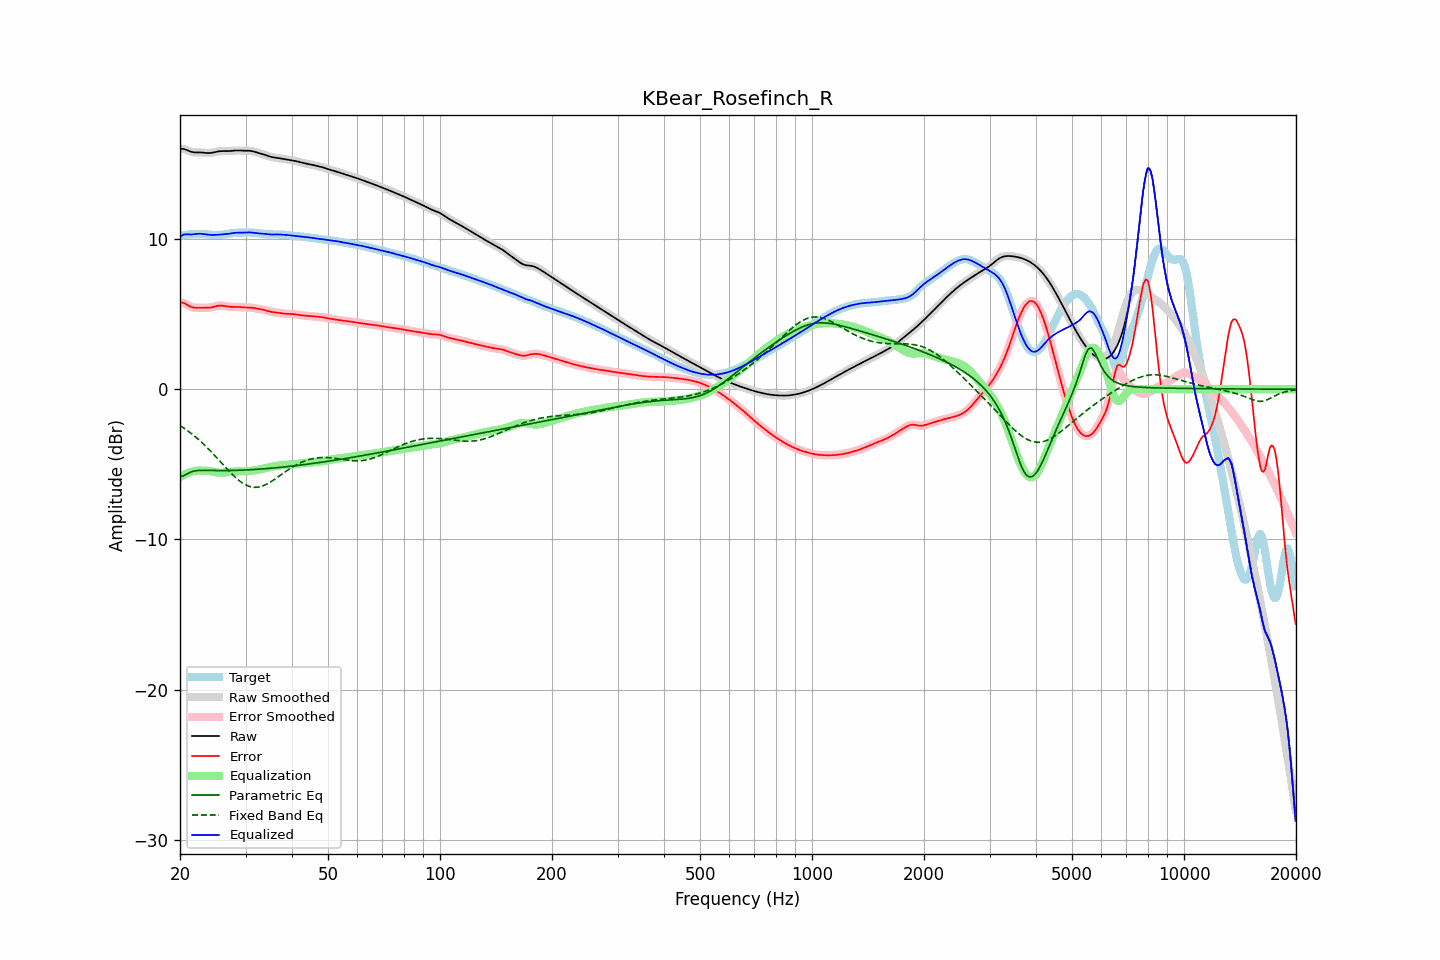 KBear_Rosefinch_R
10
0
−10
−20
−30
Amplitude (dBr)
Target
Raw Smoothed
Error Smoothed
Raw
Error
Equalization
Parametric Eq
Fixed Band Eq
Equalized
20 50 100 200 500 1000 2000 5000 10000 20000
Frequency (Hz)